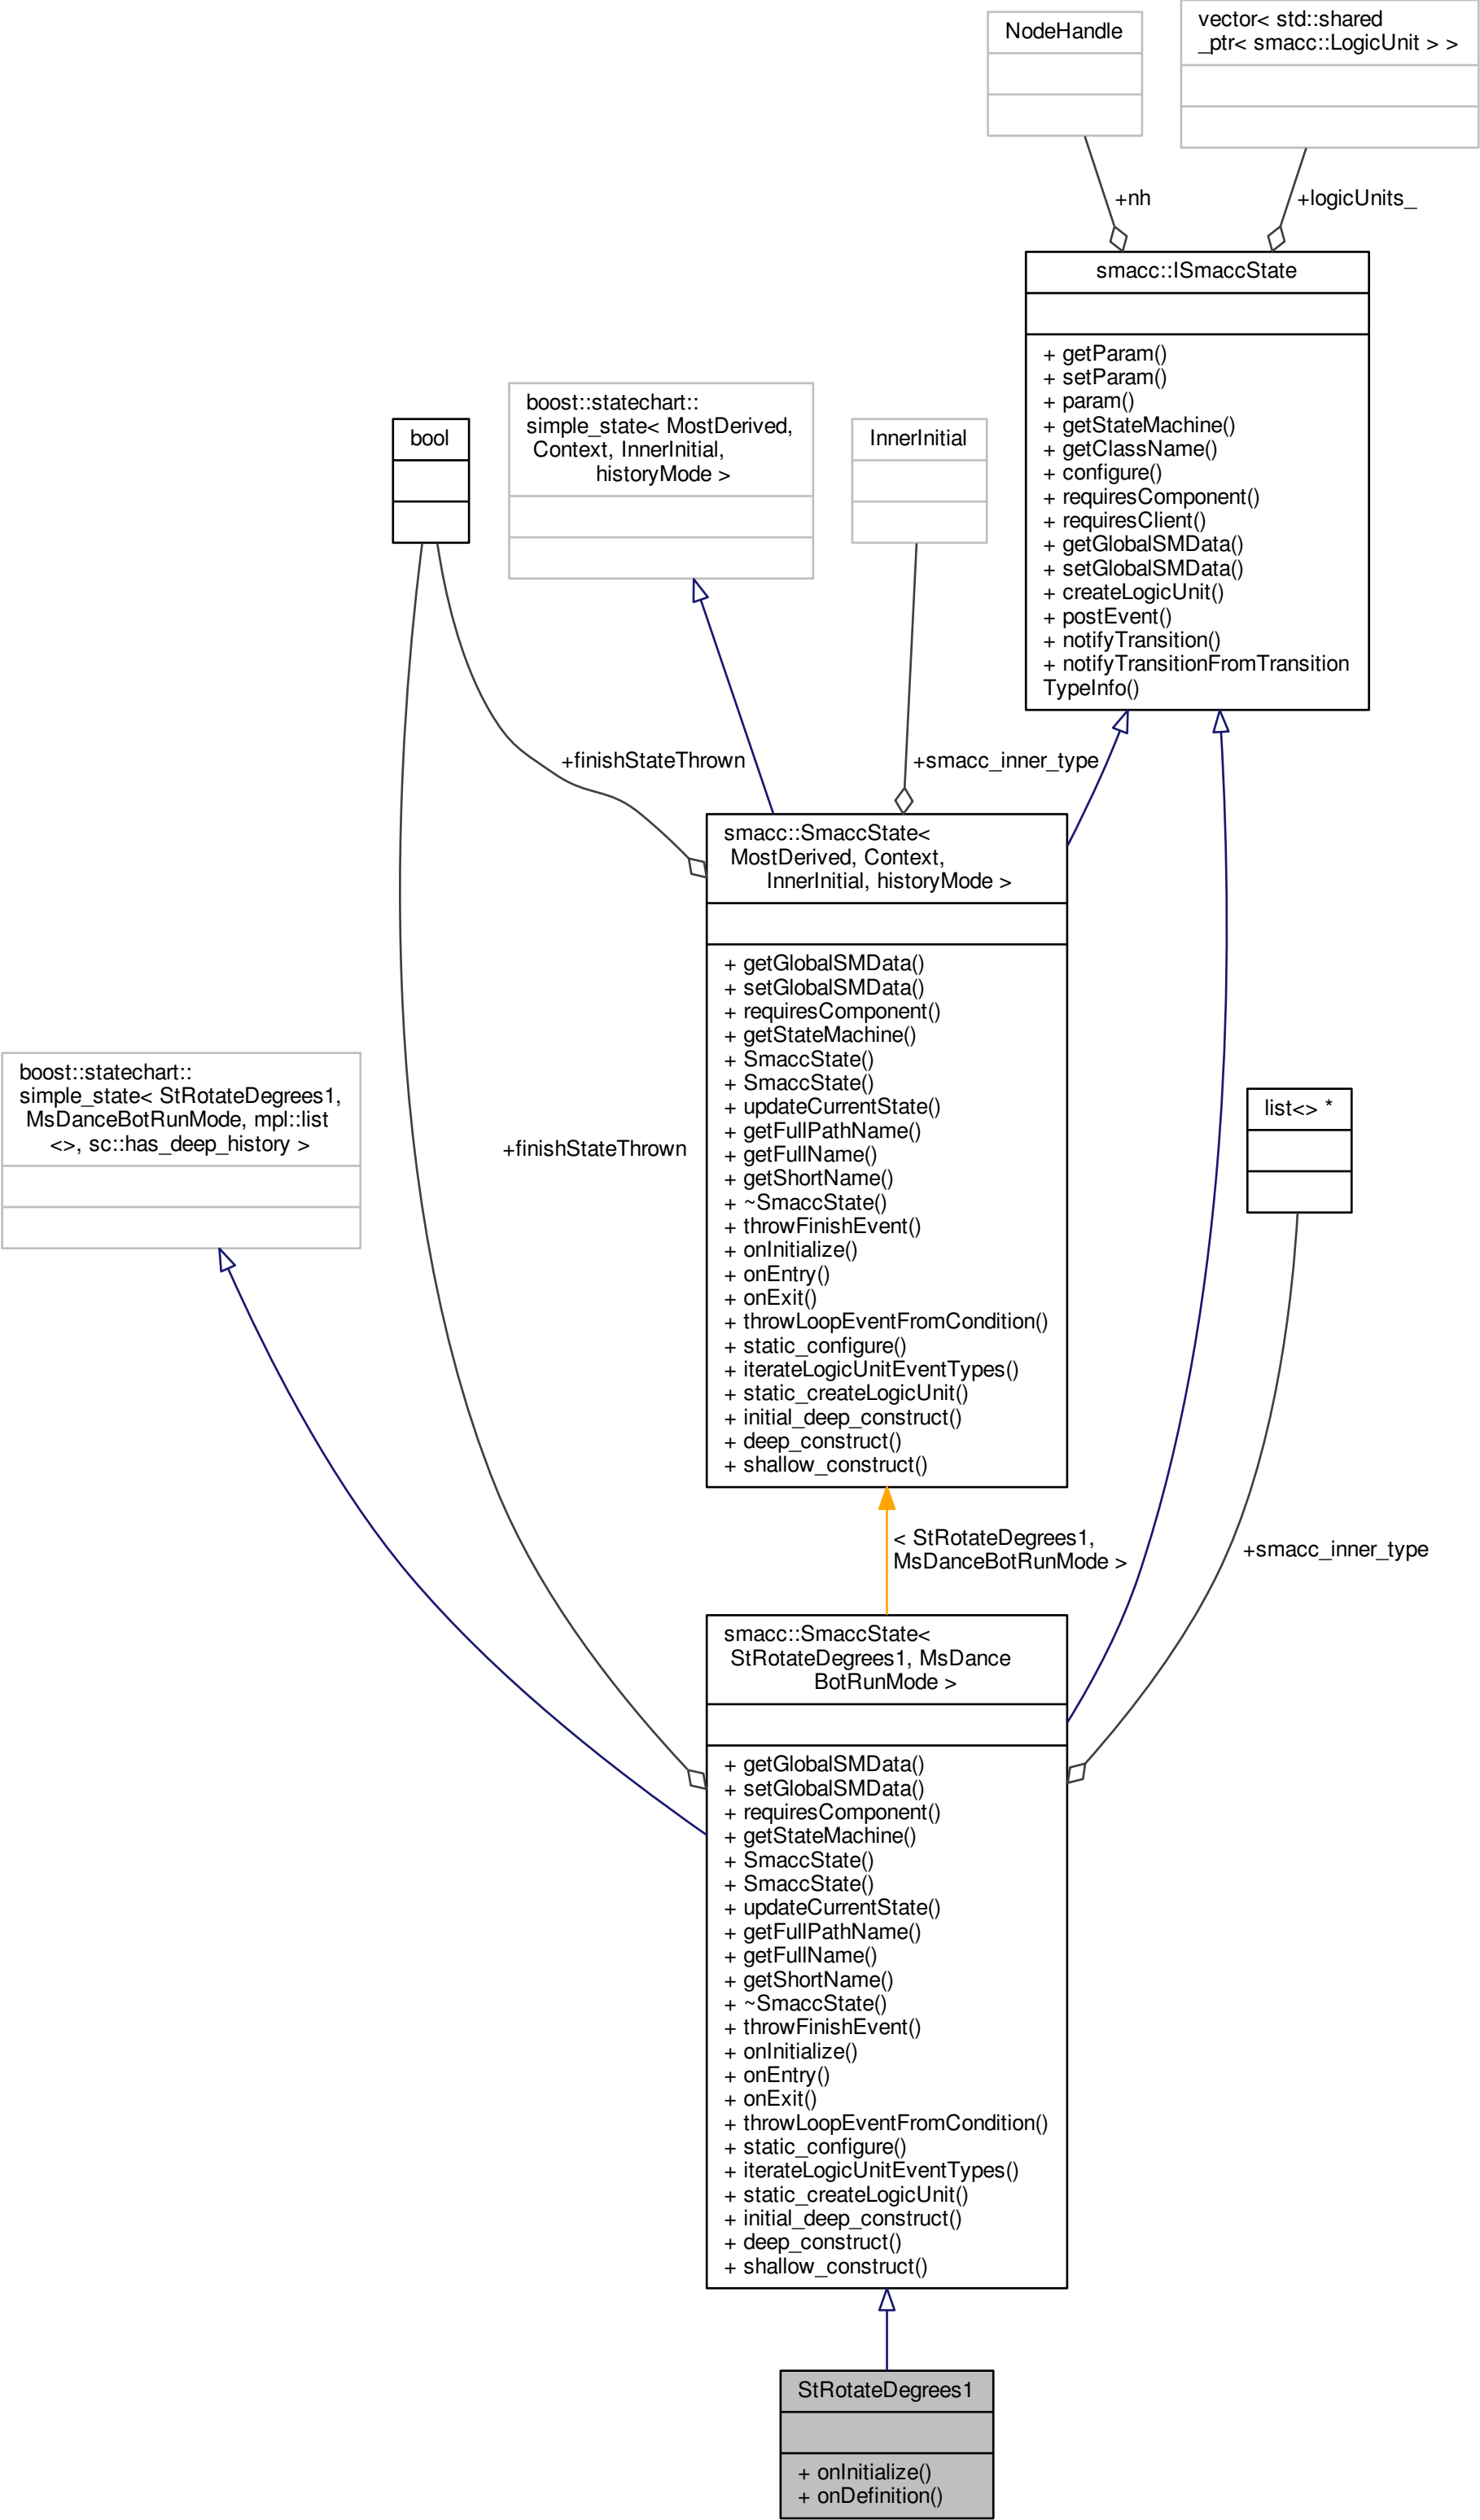 NodeHandle
vector< std::shared
_ptr< smacc::LogicUnit > >
+nh
+logicUnits_
smacc::ISmaccState
+ getParam()
+ setParam()
+ param()
+ getStateMachine()
+ getClassName()
+ configure()
+ requiresComponent()
+ requiresClient()
+ getGlobalSMData()
+ setGlobalSMData()
+ createLogicUnit()
+ postEvent()
+ notifyTransition()
+ notifyTransitionFromTransition
TypeInfo()
bool
boost::statechart::
simple_state< MostDerived,
Context, InnerInitial,
historyMode >
InnerInitial
+finishStateThrown
+smacc_inner_type
smacc::SmaccState<
MostDerived, Context,
InnerInitial, historyMode >
+ getGlobalSMData()
+ setGlobalSMData()
+ requiresComponent()
+ getStateMachine()
+ SmaccState()
+ SmaccState()
+ updateCurrentState()
+ getFullPathName()
+ getFullName()
+ getShortName()
+ ~SmaccState()
+ throwFinishEvent()
+ onInitialize()
+ onEntry()
+ onExit()
+ throwLoopEventFromCondition()
+ static_configure()
+ iterateLogicUnitEventTypes()
+ static_createLogicUnit()
+ initial_deep_construct()
+ deep_construct()
+ shallow_construct()
boost::statechart::
simple_state< StRotateDegrees1,
MsDanceBotRunMode, mpl::list
<>, sc::has_deep_history >
+finishStateThrown
list<> *
< StRotateDegrees1,
MsDanceBotRunMode >
+smacc_inner_type
smacc::SmaccState<
StRotateDegrees1, MsDance
BotRunMode >
+ getGlobalSMData()
+ setGlobalSMData()
+ requiresComponent()
+ getStateMachine()
+ SmaccState()
+ SmaccState()
+ updateCurrentState()
+ getFullPathName()
+ getFullName()
+ getShortName()
+ ~SmaccState()
+ throwFinishEvent()
+ onInitialize()
+ onEntry()
+ onExit()
+ throwLoopEventFromCondition()
+ static_configure()
+ iterateLogicUnitEventTypes()
+ static_createLogicUnit()
+ initial_deep_construct()
+ deep_construct()
+ shallow_construct()
StRotateDegrees1
+ onInitialize()
+ onDefinition()